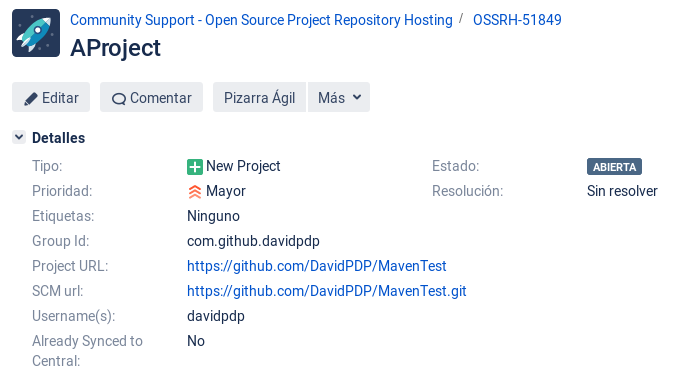 Community Support - Open Source Project Repository Hosting / OSSRH-51849
AProject
Editar Comentar Pizarra Ágil Más
Detalles
Tipo: New Project Estado: ABIERTA
Prioridad: Mayor Resolución: Sin resolver
Etiquetas: Ninguno
Group Id: com.github.davidpdp
Project URL: https://github.com/DavidPDP/MavenTest
SCM url: https://github.com/DavidPDP/MavenTest.git
Username(s): davidpdp
Already Synced to No
Central: